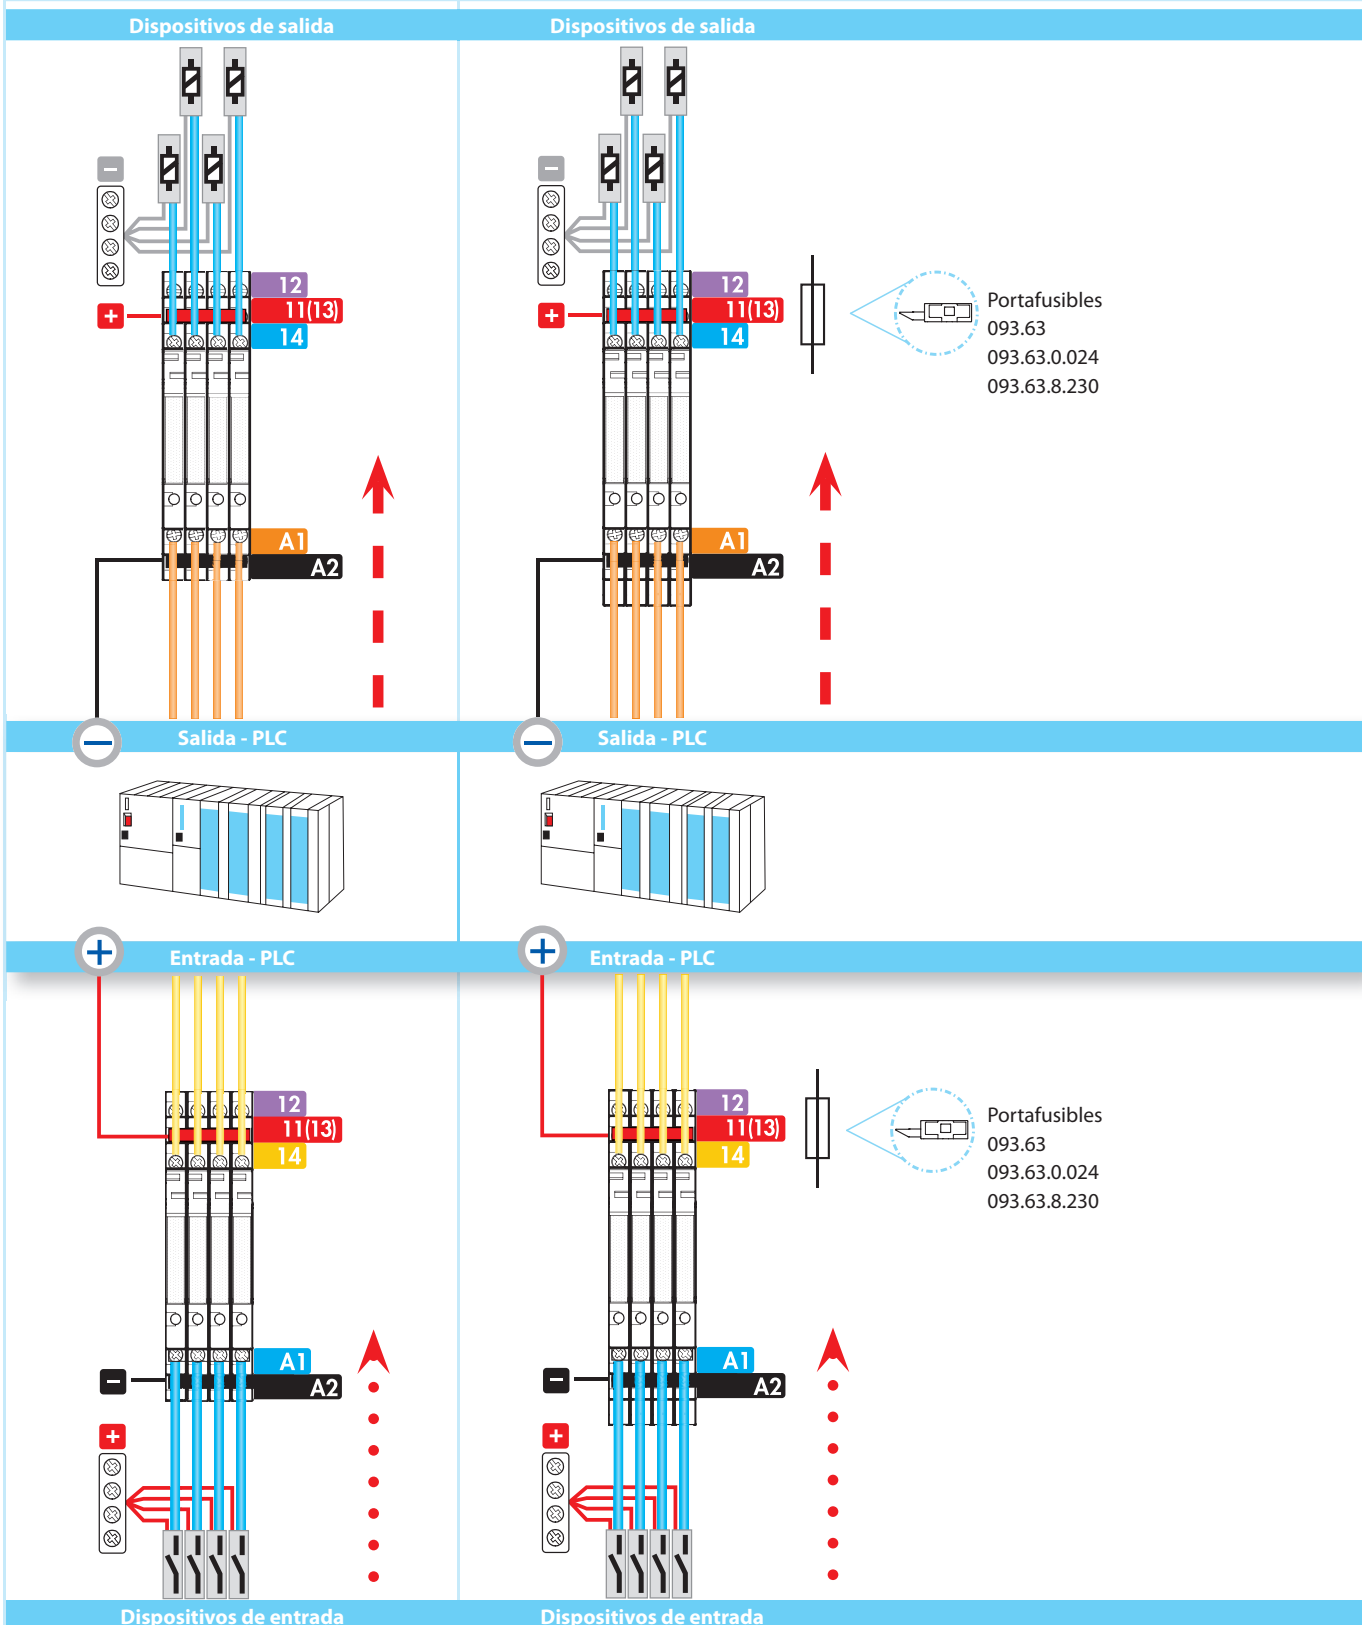 Dispositivos de salida
Dispositivos de salida
−
−
12
11(13)
14
+
12
11(13)
14
+
Portafusibles
093.63
093.63.0.024
093.63.8.230
A1
A2
A1
A2
−
Salida - PLC
−
Salida - PLC
+
Entrada - PLC
+
Entrada - PLC
12
11(13)
14
12
11(13)
14
Portafusibles
093.63
093.63.0.024
093.63.8.230
A1
A2
−
A1
A2
−
+
+
Dispositivos de entrada
Dispositivos de entrada